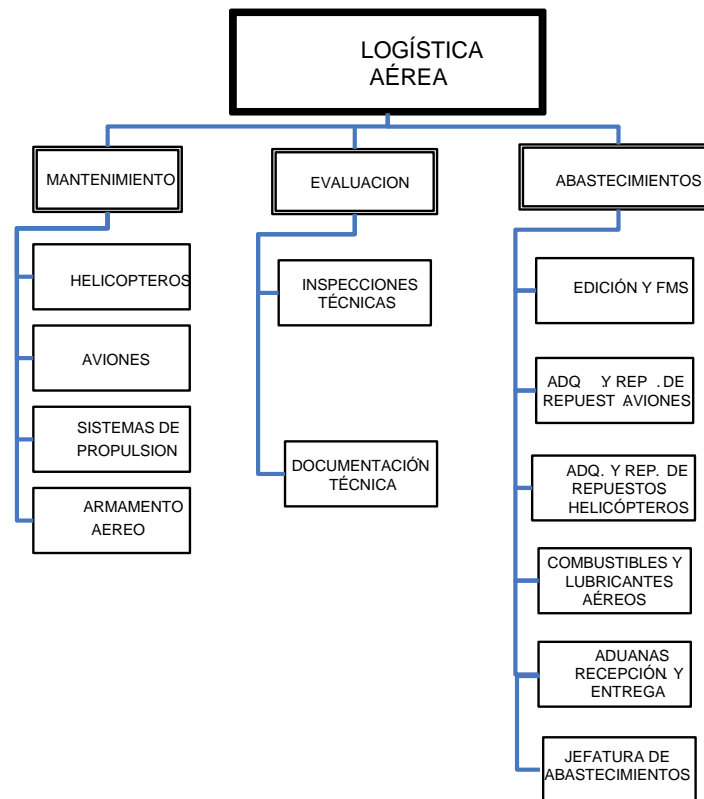 LOGÍSTICA
AÉREA
MANTENIMIENTO
EVALUACION
ABASTECIMIENTOS
HELICOPTEROS
AVIONES
SISTEMAS DE
PROPULSION
ARMAMENTO
AEREO
INSPECCIONES
TÉCNICAS
DOCUMENTACIÓN
TÉCNICA
EDICIÓN Y FMS
ADQ Y REP . DE
REPUEST AVIONES
ADQ. Y REP. DE
REPUESTOS
HELICÓPTEROS
COMBUSTIBLES Y
LUBRICANTES
AÉREOS
ADUANAS
RECEPCIÓN. Y
ENTREGA
JEFATURA DE
ABASTECIMIENTOS